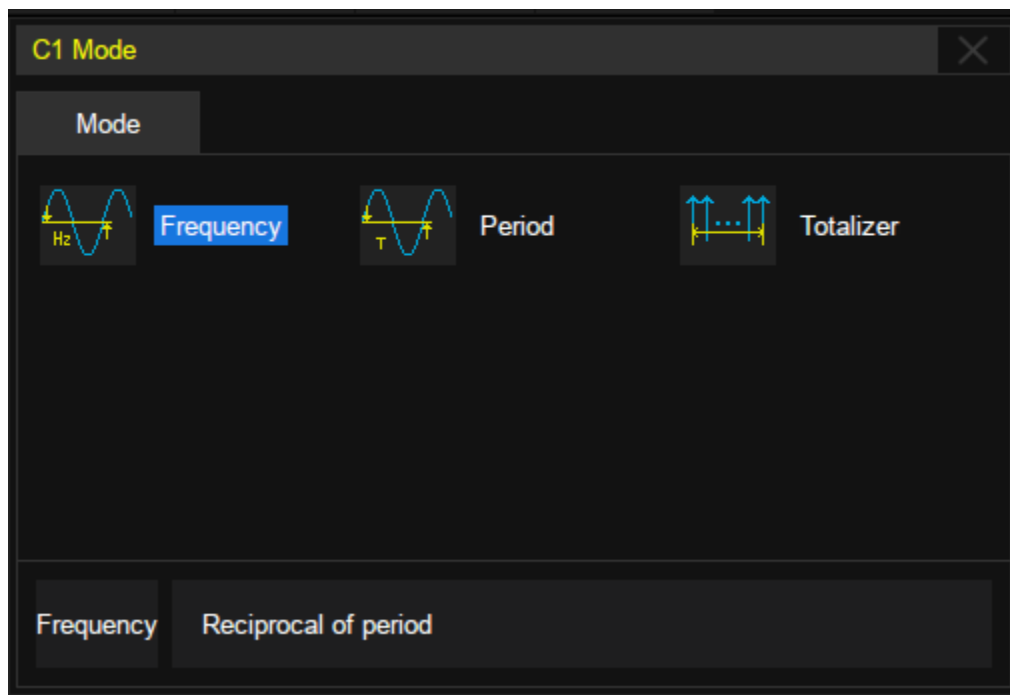 C1 Mode
Mode
Hz
Frequency
T
Period
Totalizer
Frequency
Reciprocal of period